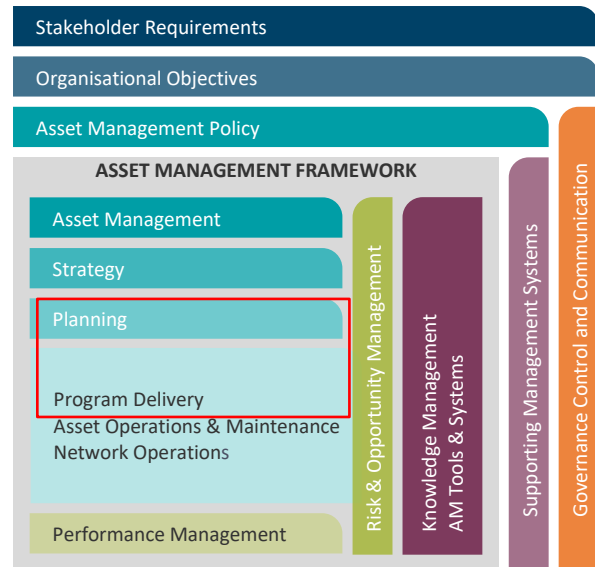 Stakeholder Requirements
Organisational Objectives
Asset Management Policy
ASSET MANAGEMENT FRAMEWORK
Asset Management
Strategy
Planning
Program Delivery
Asset Operations & Maintenance
Network Operations
Performance Management
Risk & Opportunity Management
Knowledge Management
AM Tools & Systems
Supporting Management Systems
Governance Control and Communication